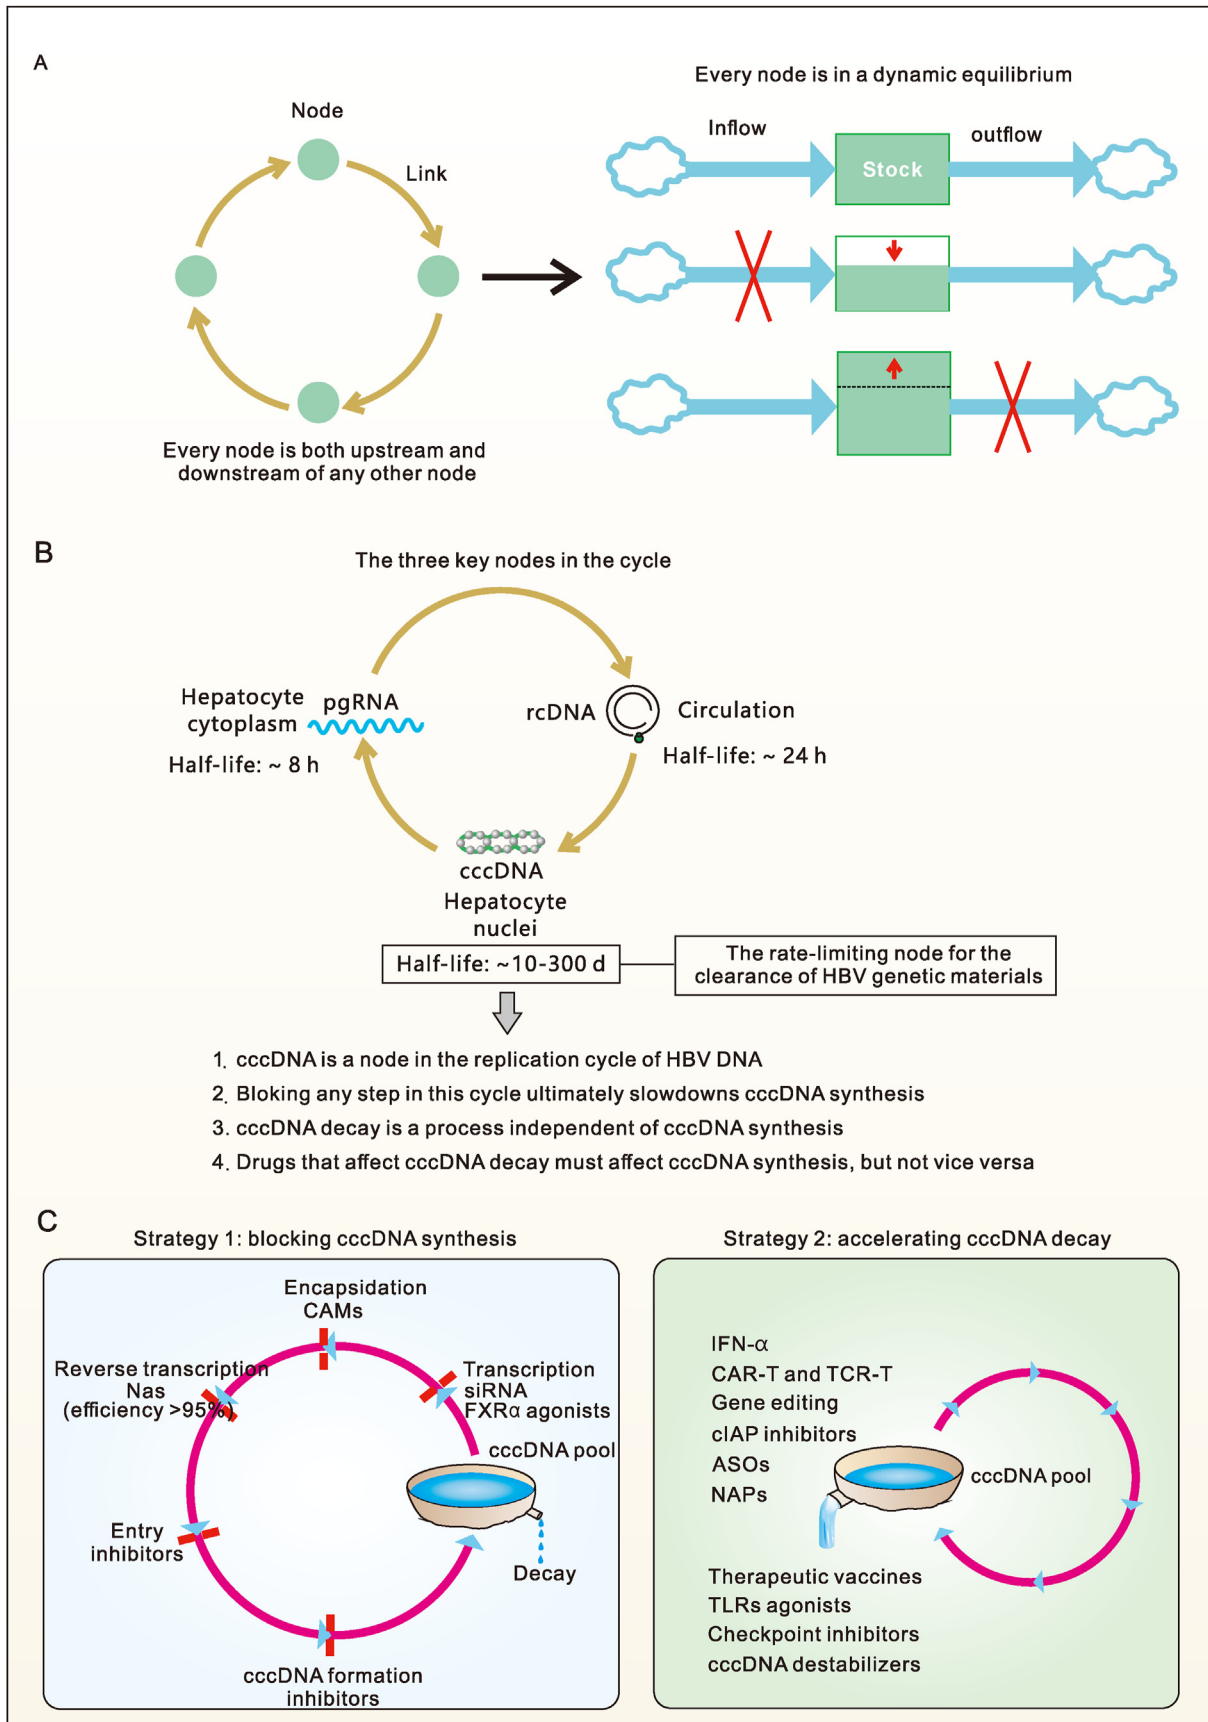 A
Every node is in a dynamic equilibrium
Node
Link
Inflow
outflow
Stock
Every node is both upstream and
downstream of any other node
B
The three key nodes in the cycle
Hepatocyte
cytoplasm
pgRNA
Half-life: ~ 8 h
rcDNA
Circulation
Half-life: ~ 24 h
cccDNA
Hepatocyte
nuclei
Half-life: ~10-300 d
The rate-limiting node for the
clearance of HBV genetic materials
1. cccDNA is a node in the replication cycle of HBV DNA
2. Bloking any step in this cycle ultimately slowdowns cccDNA synthesis
3. cccDNA decay is a process independent of cccDNA synthesis
4. Drugs that affect cccDNA decay must affect cccDNA synthesis, but not vice versa
C
Strategy 1: blocking cccDNA synthesis
Encapsidation
CAMs
Reverse transcription
Nas
(efficiency >95%)
Transcription
siRNA
FXRα agonists
cccDNA pool
Entry
inhibitors
Decay
cccDNA formation
inhibitors
Strategy 2: accelerating cccDNA decay
IFN-α
CAR-T and TCR-T
Gene editing
cIAP inhibitors
ASOs
NAPs
cccDNA pool
Therapeutic vaccines
TLRs agonists
Checkpoint inhibitors
cccDNA destabilizers